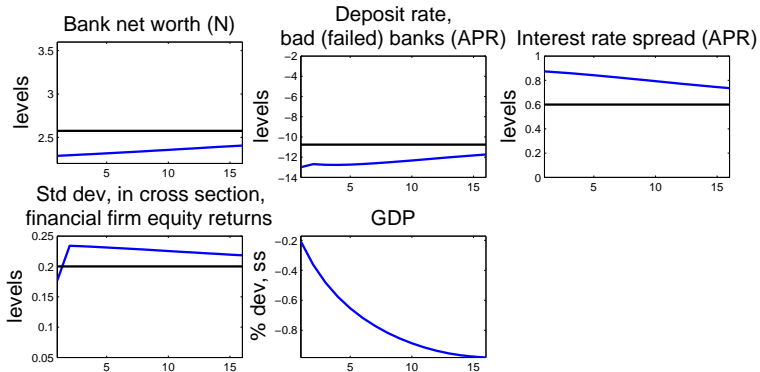 Bank net worth (N)
3.5
3
2.5
levels
5 10 15
Deposit rate,
bad (failed) banks (APR)
−2
−4
−6
−8
−10
−12
−14
levels
5 10 15
Interest rate spread (APR)
1
0.8
0.6
0.4
0.2
0
levels
5 10 15
Std dev, in cross section,
financial firm equity returns
0.25
0.2
0.15
0.1
0.05
levels
5 10 15
GDP
−0.2
−0.4
−0.6
−0.8
% dev, ss
5 10 15